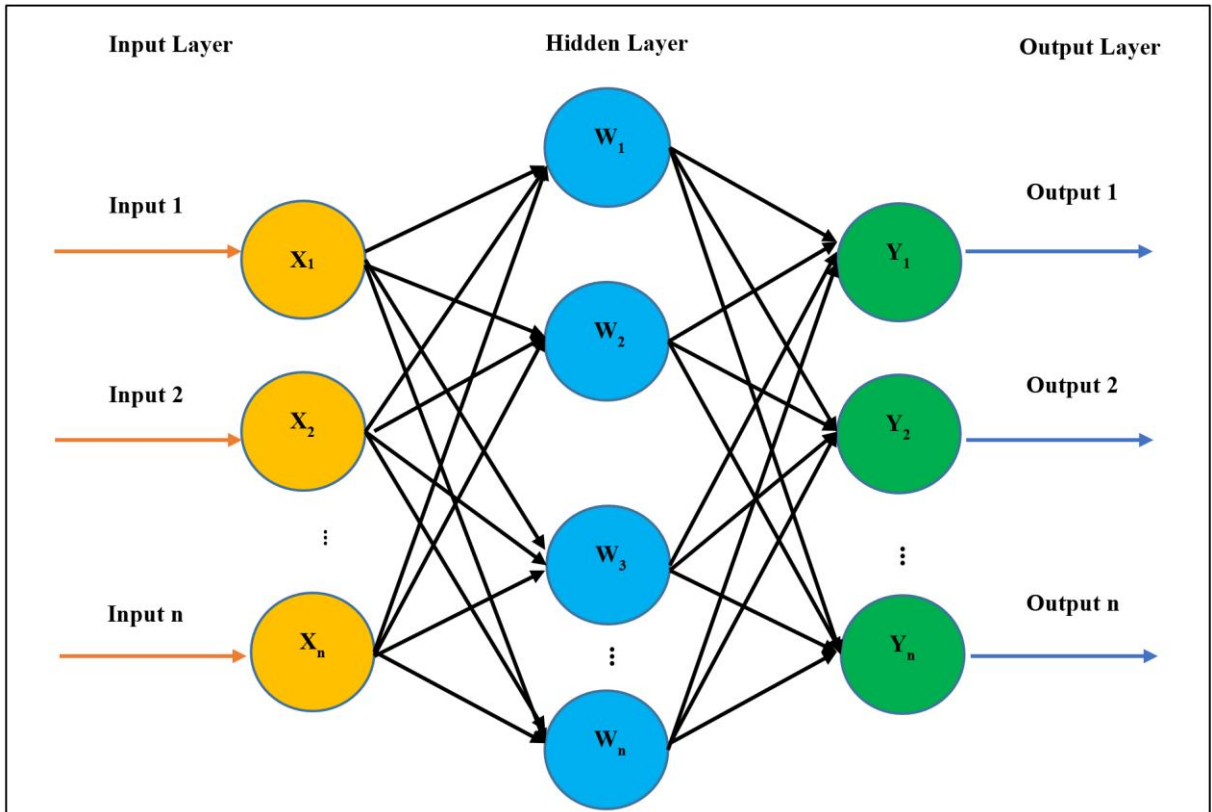 Input Layer
Hidden Layer
Output Layer
W₁
Input 1
Output 1
X₁
Y₁
W₂
Input 2
Output 2
X₂
Y₂
...
W₃
...
Input n
Output n
Xₙ
...
Yₙ
Wₙ